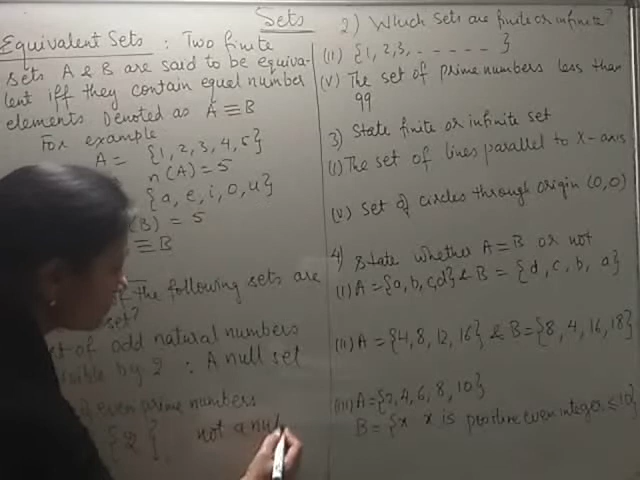 Sets
Equivalent Sets : Two finite
sets A & B are said to be equiva-
lent iff they contain equal number
elements Denoted as A ≡ B
For example
A = {1, 2, 3, 4, 5}
n(A) = 5
{a, e, i, o, u}
(B) = 5
≡ B
of the following sets are
set?
of odd natural numbers
by 2 : A null set
even prime numbers
{2} not a nu
2) Which sets are finite or infinite?
(ii) {1, 2, 3, - - - - - }
(v) The set of prime numbers less than
99
3) State finite or infinite set
(i) The set of lines parallel to X-axis
(v) Set of circles through origin (0,0)
4) State whether A = B or not
(i) A = {a, b, c, d} & B = {d, c, b, a}
(ii) A = {4, 8, 12, 16} & B = {8, 4, 16, 18}
(iii) A = {2, 4, 6, 8, 10}
B = {x x is positive even integer ≤ 10}